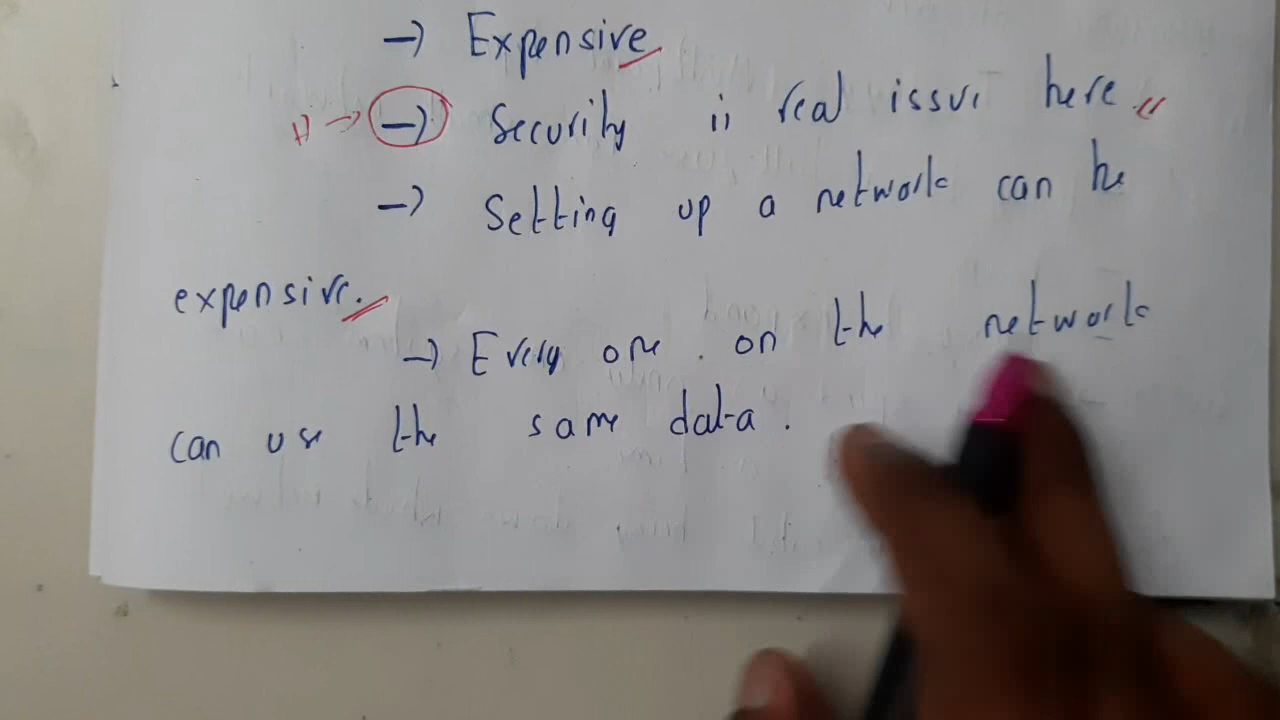 → Expensive
→ Security is real issue here
→ Setting up a network can be
expensive.
→ Every one on the network
can use the same data.